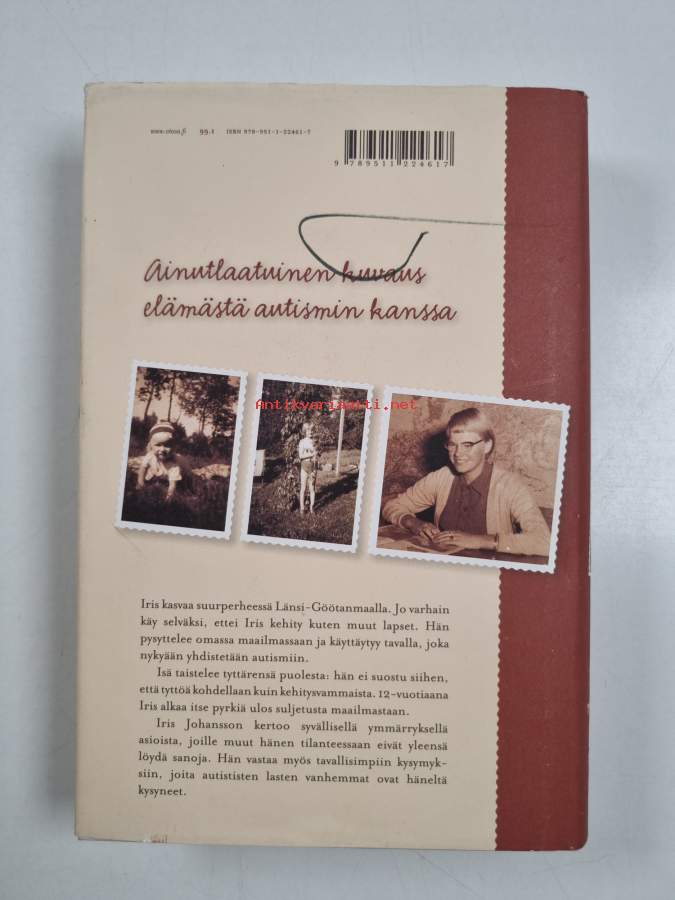 www.otava.fi 99.1 ISBN 978-951-1-22461-7
9 789511 224617
Ainutlaatuinen kuvaus
elämästä autismin kanssa
Antikvariaatti.net
Iris kasvaa suurperheessä Länsi-Göötanmaalla. Jo varhain
käy selväksi, ettei Iris kehity kuten muut lapset. Hän
pysyttelee omassa maailmassaan ja käyttäytyy tavalla, joka
nykyään yhdistetään autismiin.
Isä taistelee tyttärensä puolesta: hän ei suostu siihen,
että tyttöä kohdellaan kuin kehitysvammaista. 12-vuotiaana
Iris alkaa itse pyrkiä ulos suljetusta maailmastaan.
Iris Johansson kertoo syvällisellä ymmärryksellä
asioista, joille muut hänen tilanteessaan eivät yleensä
löydä sanoja. Hän vastaa myös tavallisimpiin kysymyk-
siin, joita autististen lasten vanhemmat ovat häneltä
kysyneet.